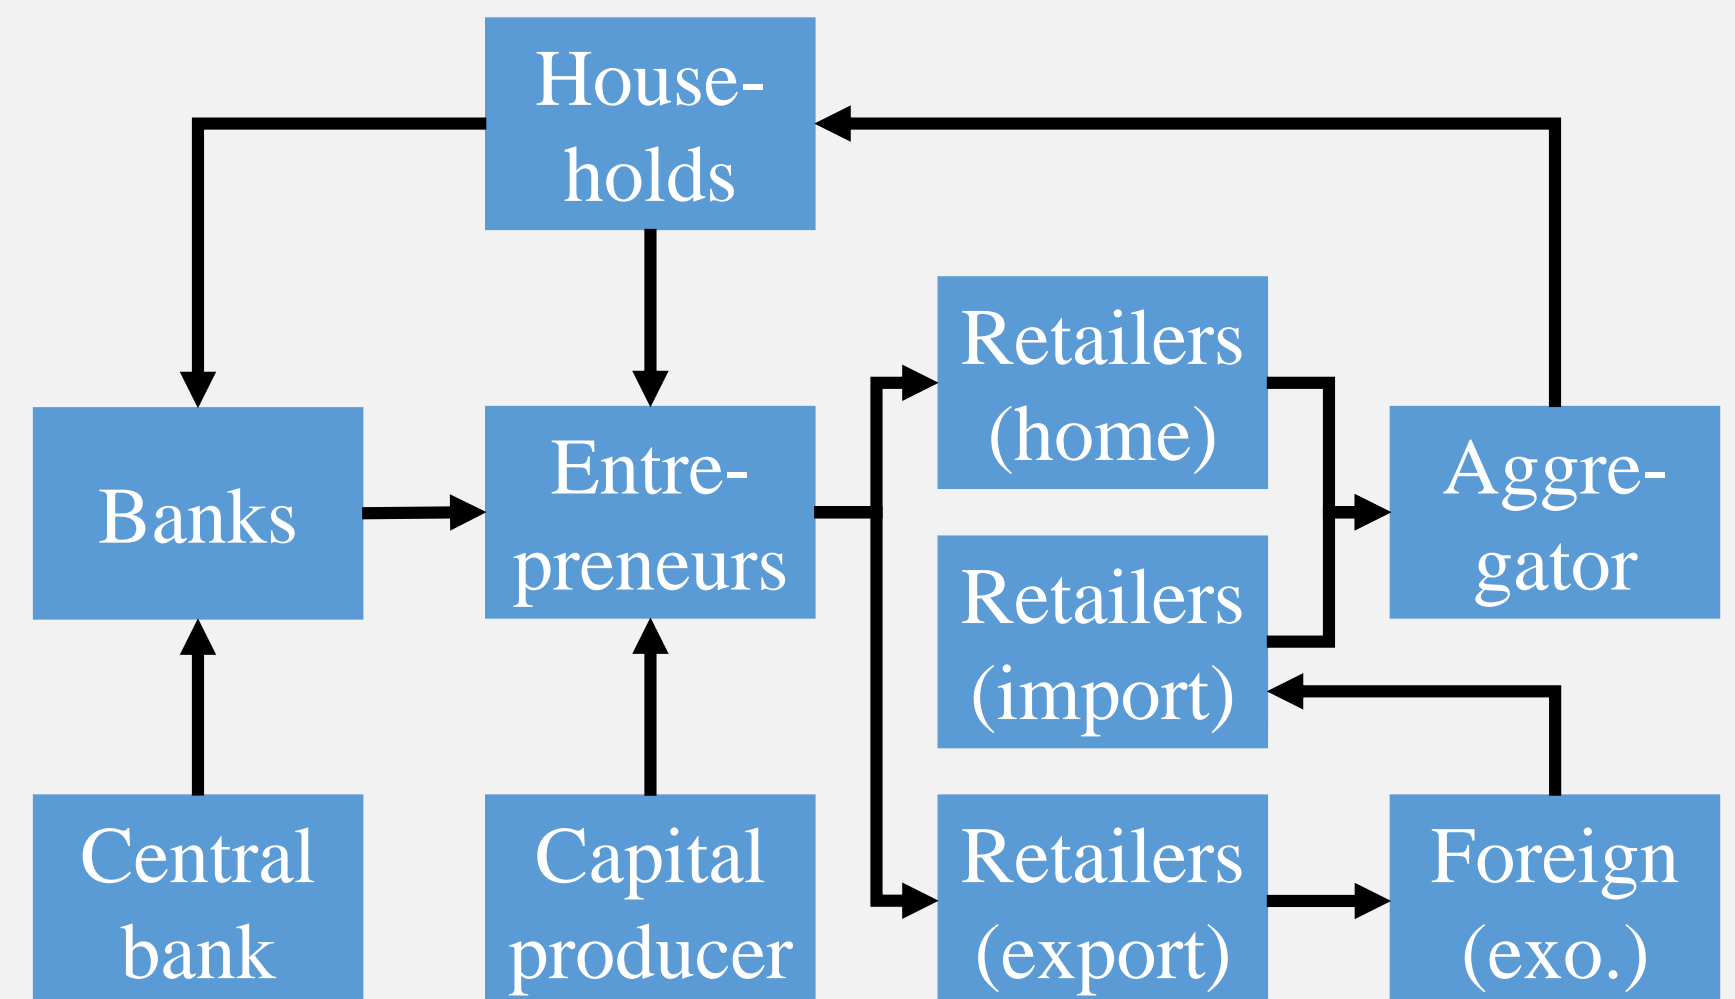 House-
holds
Retailers
(home)
Banks
Entre-
preneurs
Aggre-
gator
Retailers
(import)
Central
bank
Capital
producer
Retailers
(export)
Foreign
(exo.)